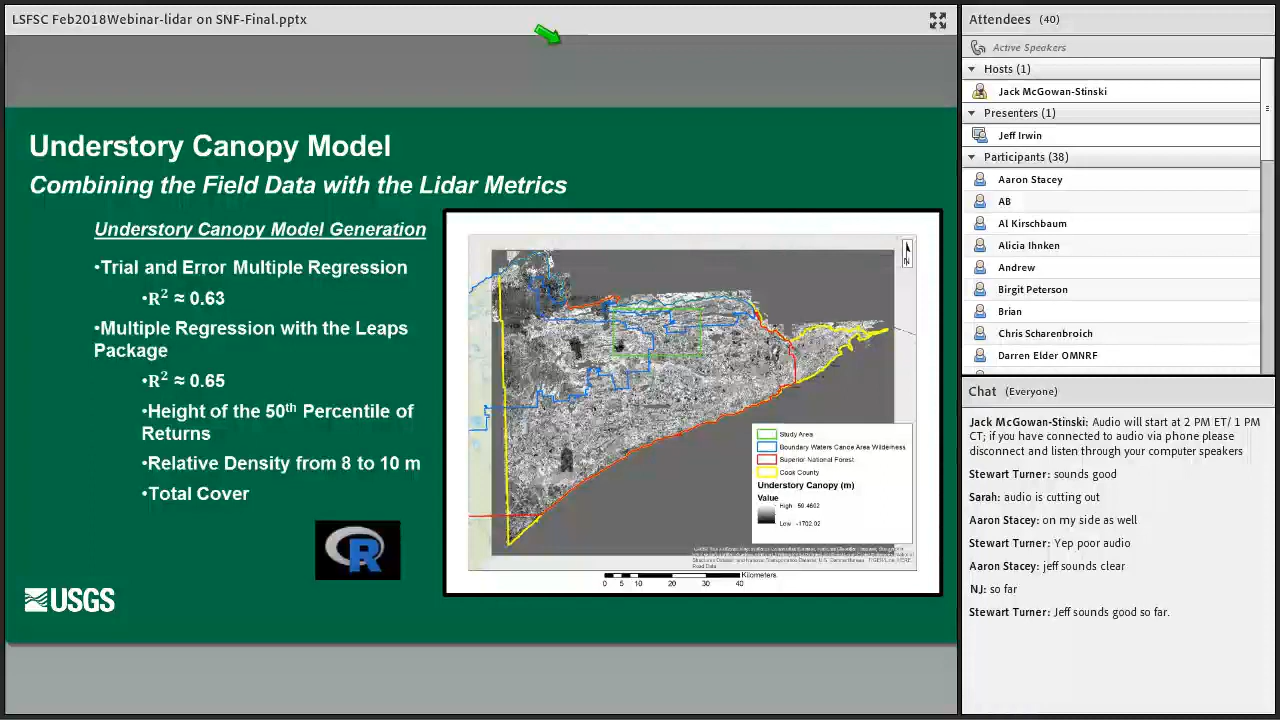 LSFSC Feb2018Webinar-lidar on SNF-Final.pptx
Understory Canopy Model
Combining the Field Data with the Lidar Metrics
Understory Canopy Model Generation
•Trial and Error Multiple Regression
•R² ≈ 0.63
•Multiple Regression with the Leaps
Package
•R² ≈ 0.65
•Height of the 50th Percentile of
Returns
•Relative Density from 8 to 10 m
•Total Cover
R
USGS
N
Study Area
Boundary Waters Canoe Area Wilderness
Superior National Forest
Cook County
Understory Canopy (m)
Value
High : 50.4602
Low : -1702.02
Kilometers
0 5 10 20 30 40
Attendees (40)
Active Speakers
Hosts (1)
Jack McGowan-Stinski
Presenters (1)
Jeff Irwin
Participants (38)
Aaron Stacey
AB
Al Kirschbaum
Alicia Ihnken
Andrew
Birgit Peterson
Brian
Chris Scharenbroich
Darren Elder OMNRF
Chat (Everyone)
Jack McGowan-Stinski: Audio will start at 2 PM ET/ 1 PM
CT; if you have connected to audio via phone please
disconnect and listen through your computer speakers
Stewart Turner: sounds good
Sarah: audio is cutting out
Aaron Stacey: on my side as well
Stewart Turner: Yep poor audio
Aaron Stacey: jeff sounds clear
NJ: so far
Stewart Turner: Jeff sounds good so far.